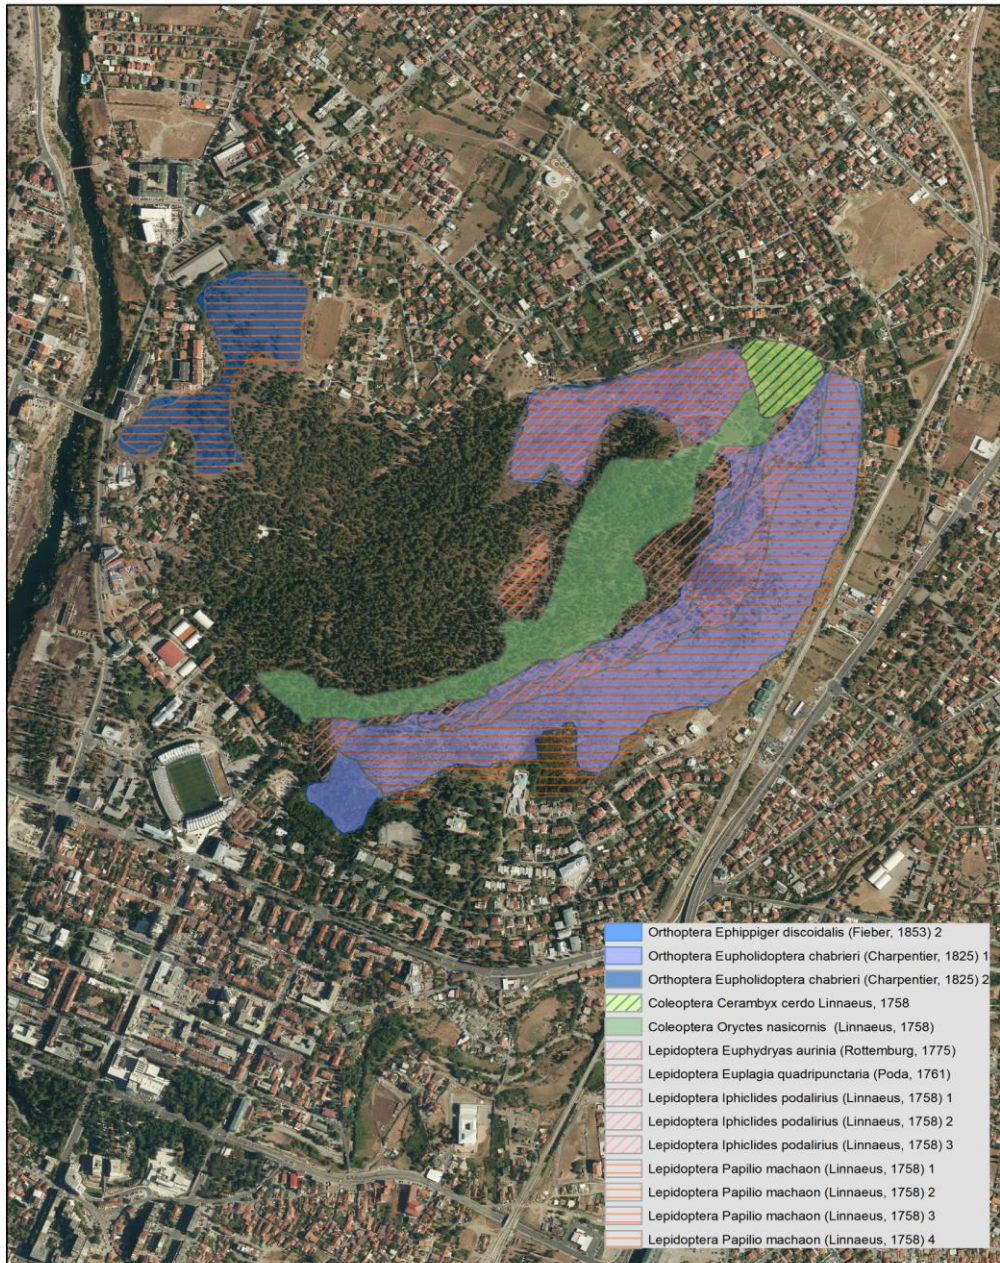 Orthoptera Ephippiger discoidalis (Fieber, 1853) 2
Orthoptera Eupholidoptera chabrieri (Charpentier, 1825) 1
Orthoptera Eupholidoptera chabrieri (Charpentier, 1825) 2
Coleoptera Cerambyx cerdo Linnaeus, 1758
Coleoptera Oryctes nasicornis (Linnaeus, 1758)
Lepidoptera Euphydryas aurinia (Rottemburg, 1775)
Lepidoptera Euplagia quadripunctaria (Poda, 1761)
Lepidoptera Iphiclides podalirius (Linnaeus, 1758) 1
Lepidoptera Iphiclides podalirius (Linnaeus, 1758) 2
Lepidoptera Iphiclides podalirius (Linnaeus, 1758) 3
Lepidoptera Papilio machaon (Linnaeus, 1758) 1
Lepidoptera Papilio machaon (Linnaeus, 1758) 2
Lepidoptera Papilio machaon (Linnaeus, 1758) 3
Lepidoptera Papilio machaon (Linnaeus, 1758) 4